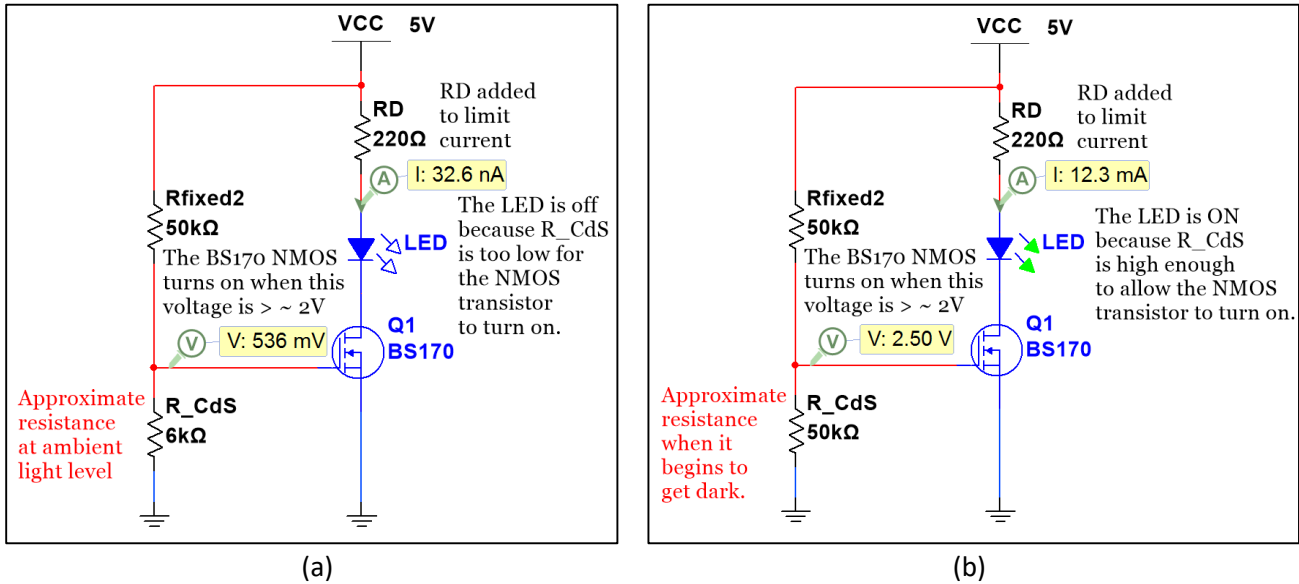 VCC 5V
RD added
to limit
current
RD
220Ω
A
I: 32.6 nA
Rfixed2
50kΩ
The LED is off
because R_CdS
is too low for
the NMOS
transistor
to turn on.
LED
The BS170 NMOS
turns on when this
voltage is > ~ 2V
V
V: 536 mV
Q1
BS170
Approximate
resistance
at ambient
light level
R_CdS
6kΩ
(a)
VCC 5V
RD added
to limit
current
RD
220Ω
A
I: 12.3 mA
Rfixed2
50kΩ
The LED is ON
because R_CdS
is high enough
to allow the NMOS
transistor to turn on.
LED
The BS170 NMOS
turns on when this
voltage is > ~ 2V
V
V: 2.50 V
Q1
BS170
Approximate
resistance
when it
begins to
get dark.
R_CdS
50kΩ
(b)